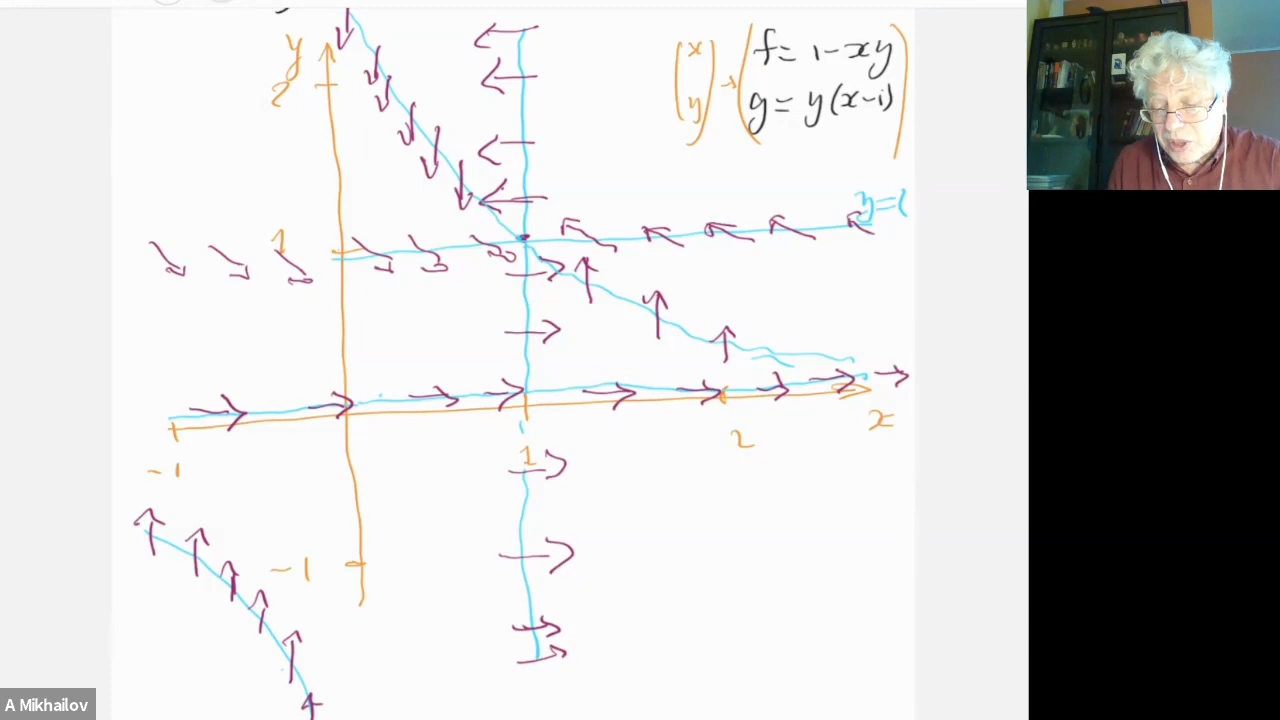 y
2
(x y) → (f = 1 - xy
g = y(x-1))
y=1
1
x
1
2
-1
-1
A Mikhailov